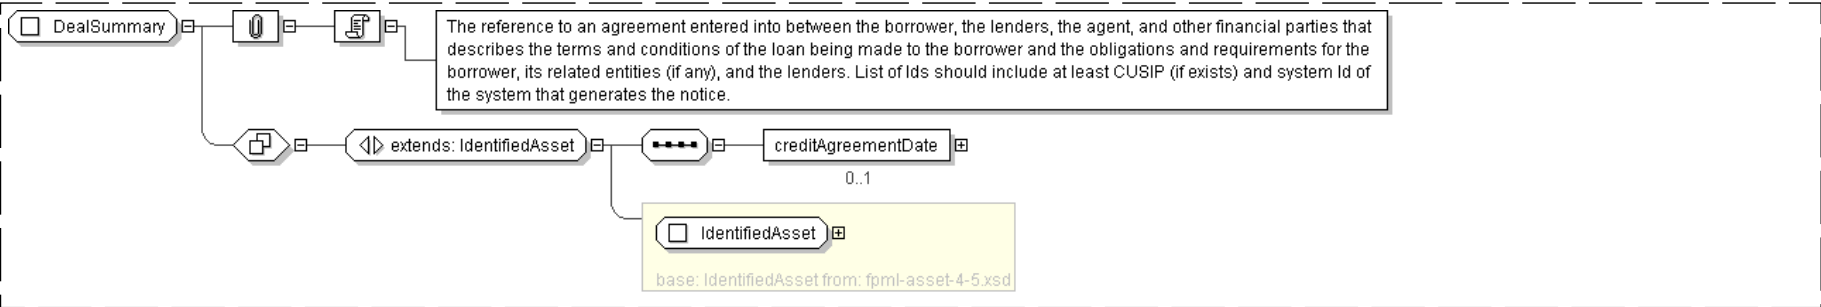 DealSummary
The reference to an agreement entered into between the borrower, the lenders, the agent, and other financial parties that
describes the terms and conditions of the loan being made to the borrower and the obligations and requirements for the
borrower, its related entities (if any), and the lenders. List of Ids should include at least CUSIP (if exists) and system Id of
the system that generates the notice.
extends: IdentifiedAsset
creditAgreementDate
0..1
IdentifiedAsset
base: IdentifiedAsset from: fpml-asset-4-5.xsd